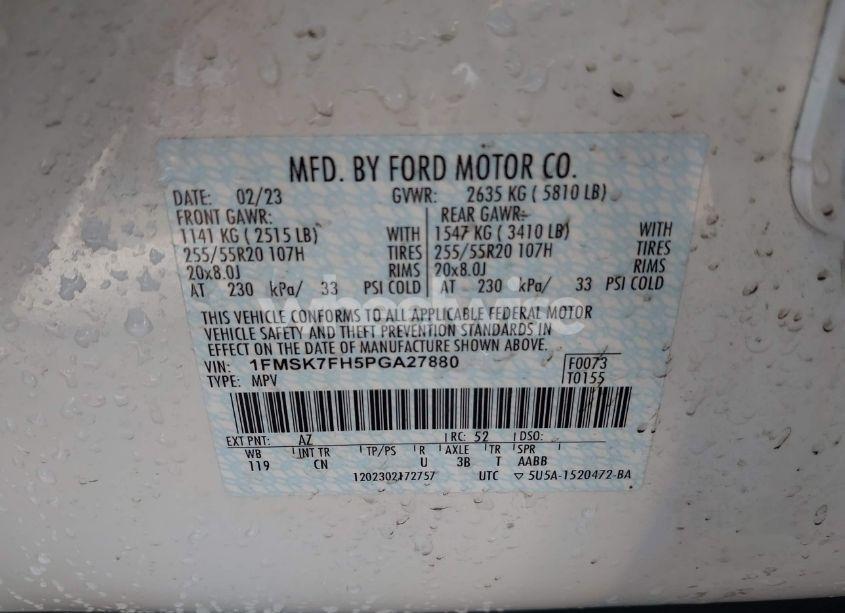 MFD. BY FORD MOTOR CO.
DATE: 02/23 GVWR: 2635 KG ( 5810 LB)
FRONT GAWR: REAR GAWR:
1141 KG ( 2515 LB) WITH 1547 KG ( 3410 LB) WITH
255/55R20 107H TIRES 255/55R20 107H TIRES
20x8.0J RIMS 20x8.0J RIMS
AT 230 kPa/ 33 PSI COLD AT 230 kPa/ 33 PSI COLD
wheelwire
THIS VEHICLE CONFORMS TO ALL APPLICABLE FEDERAL MOTOR
VEHICLE SAFETY AND THEFT PREVENTION STANDARDS IN
EFFECT ON THE DATE OF MANUFACTURE SHOWN ABOVE.
VIN: 1FMSK7FH5PGA27880 F0073
TYPE: MPV T0155
EXT PNT: AZ RC: 52 DSO:
WB INT TR TP/PS R AXLE TR SPR
119 CN U 3B T AABB
1202302172757 UTC ▽ 5U5A-1520472-BA